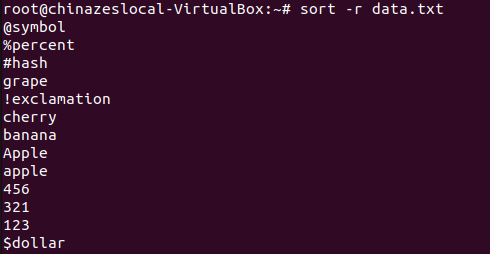 root@chinazeslocal-VirtualBox:~# sort -r data.txt
@symbol
%percent
#hash
grape
!exclamation
cherry
banana
Apple
apple
456
321
123
$dollar